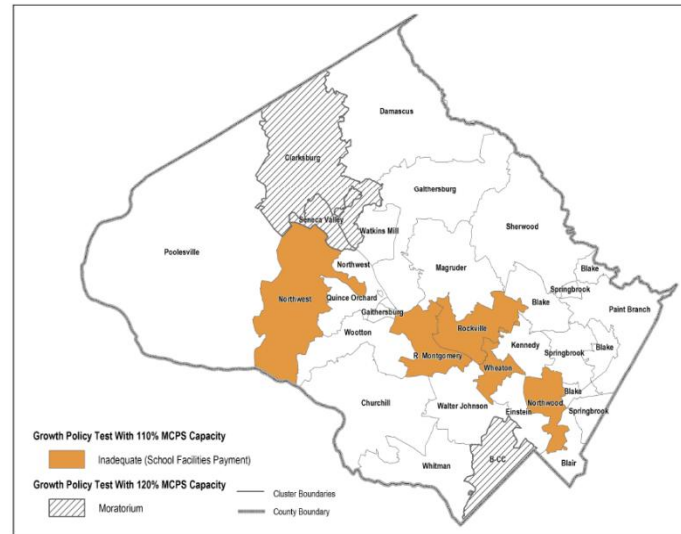 Damascus
Clarksburg
Gaithersburg
Seneca Valley
Watkins Mill
Sherwood
Poolesville
Northwest
Magruder
Blake
Springbrook
Northwest
Quince Orchard
Blake
Paint Branch
Gaithersburg
Rockville
Wootton
Kennedy
Springbrook
Blake
R. Montgomery
Wheaton
Churchill
Walter Johnson
Northwood
Blake
Einstein
Springbrook
Growth Policy Test With 110% MCPS Capacity
Inadequate (School Facilities Payment)
Whitman
B-CC
Blair
Growth Policy Test With 120% MCPS Capacity
Cluster Boundaries
Moratorium
County Boundary